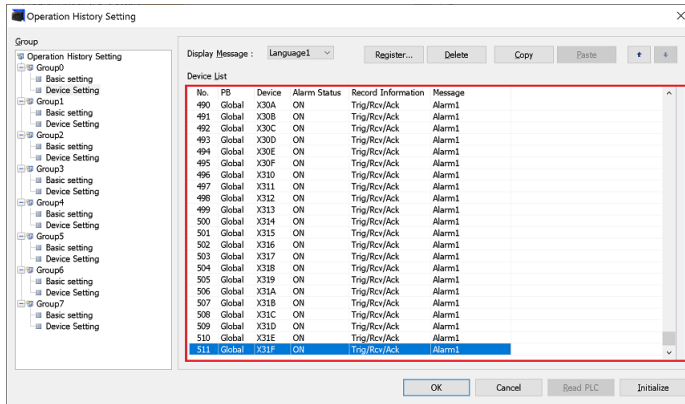 Operation History Setting
Group
Operation History Setting
Group0
Basic setting
Device Setting
Group1
Basic setting
Device Setting
Group2
Basic setting
Device Setting
Group3
Basic setting
Device Setting
Group4
Basic setting
Device Setting
Group5
Basic setting
Device Setting
Group6
Basic setting
Device Setting
Group7
Basic setting
Device Setting
Display Message : Language1 Register... Delete Copy Paste
Device List
No. PB Device Alarm Status Record Information Message
490 Global X30A ON Trig/Rcv/Ack Alarm1
491 Global X30B ON Trig/Rcv/Ack Alarm1
492 Global X30C ON Trig/Rcv/Ack Alarm1
493 Global X30D ON Trig/Rcv/Ack Alarm1
494 Global X30E ON Trig/Rcv/Ack Alarm1
495 Global X30F ON Trig/Rcv/Ack Alarm1
496 Global X310 ON Trig/Rcv/Ack Alarm1
497 Global X311 ON Trig/Rcv/Ack Alarm1
498 Global X312 ON Trig/Rcv/Ack Alarm1
499 Global X313 ON Trig/Rcv/Ack Alarm1
500 Global X314 ON Trig/Rcv/Ack Alarm1
501 Global X315 ON Trig/Rcv/Ack Alarm1
502 Global X316 ON Trig/Rcv/Ack Alarm1
503 Global X317 ON Trig/Rcv/Ack Alarm1
504 Global X318 ON Trig/Rcv/Ack Alarm1
505 Global X319 ON Trig/Rcv/Ack Alarm1
506 Global X31A ON Trig/Rcv/Ack Alarm1
507 Global X31B ON Trig/Rcv/Ack Alarm1
508 Global X31C ON Trig/Rcv/Ack Alarm1
509 Global X31D ON Trig/Rcv/Ack Alarm1
510 Global X31E ON Trig/Rcv/Ack Alarm1
511 Global X31F ON Trig/Rcv/Ack Alarm1
OK Cancel Read PLC Initialize